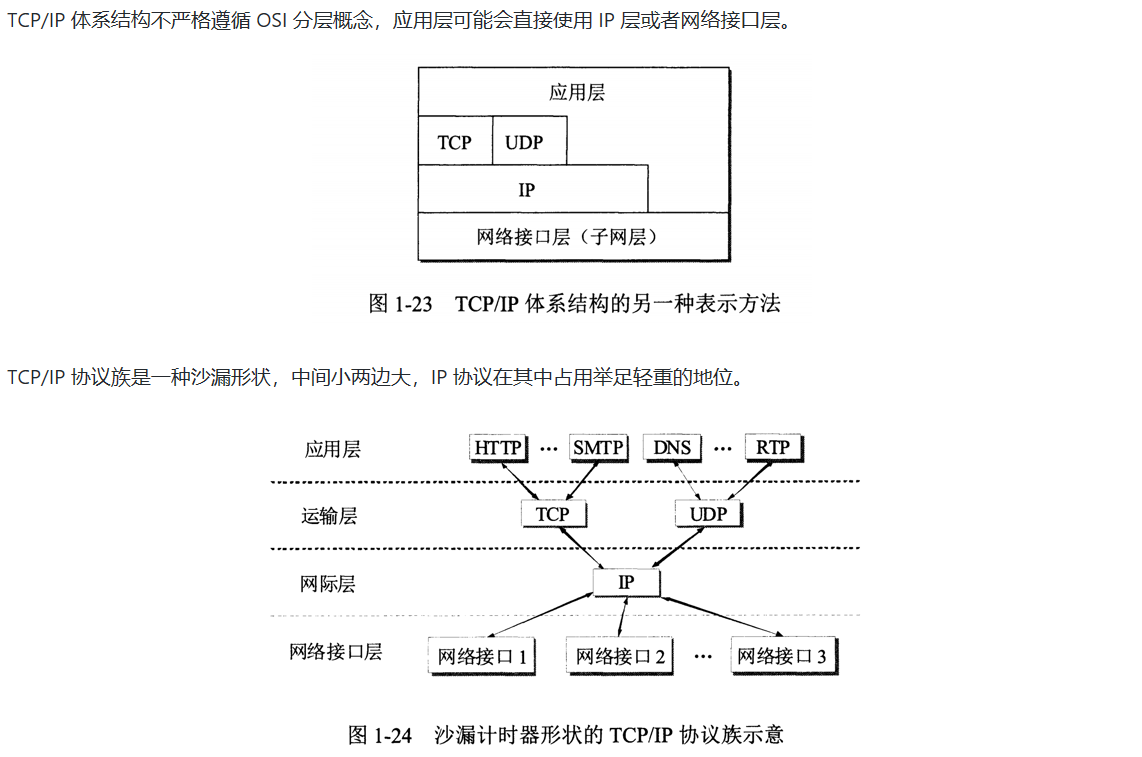 TCP/IP 体系结构不严格遵循 OSI 分层概念，应用层可能会直接使用 IP 层或者网络接口层。
应用层
TCP UDP
IP
网络接口层（子网层）
图 1-23 TCP/IP 体系结构的另一种表示方法
TCP/IP 协议族是一种沙漏形状，中间小两边大，IP 协议在其中占用举足轻重的地位。
应用层 HTTP ··· SMTP DNS ··· RTP
运输层 TCP UDP
网际层 IP
网络接口层 网络接口 1 网络接口 2 ··· 网络接口 3
图 1-24 沙漏计时器形状的 TCP/IP 协议族示意